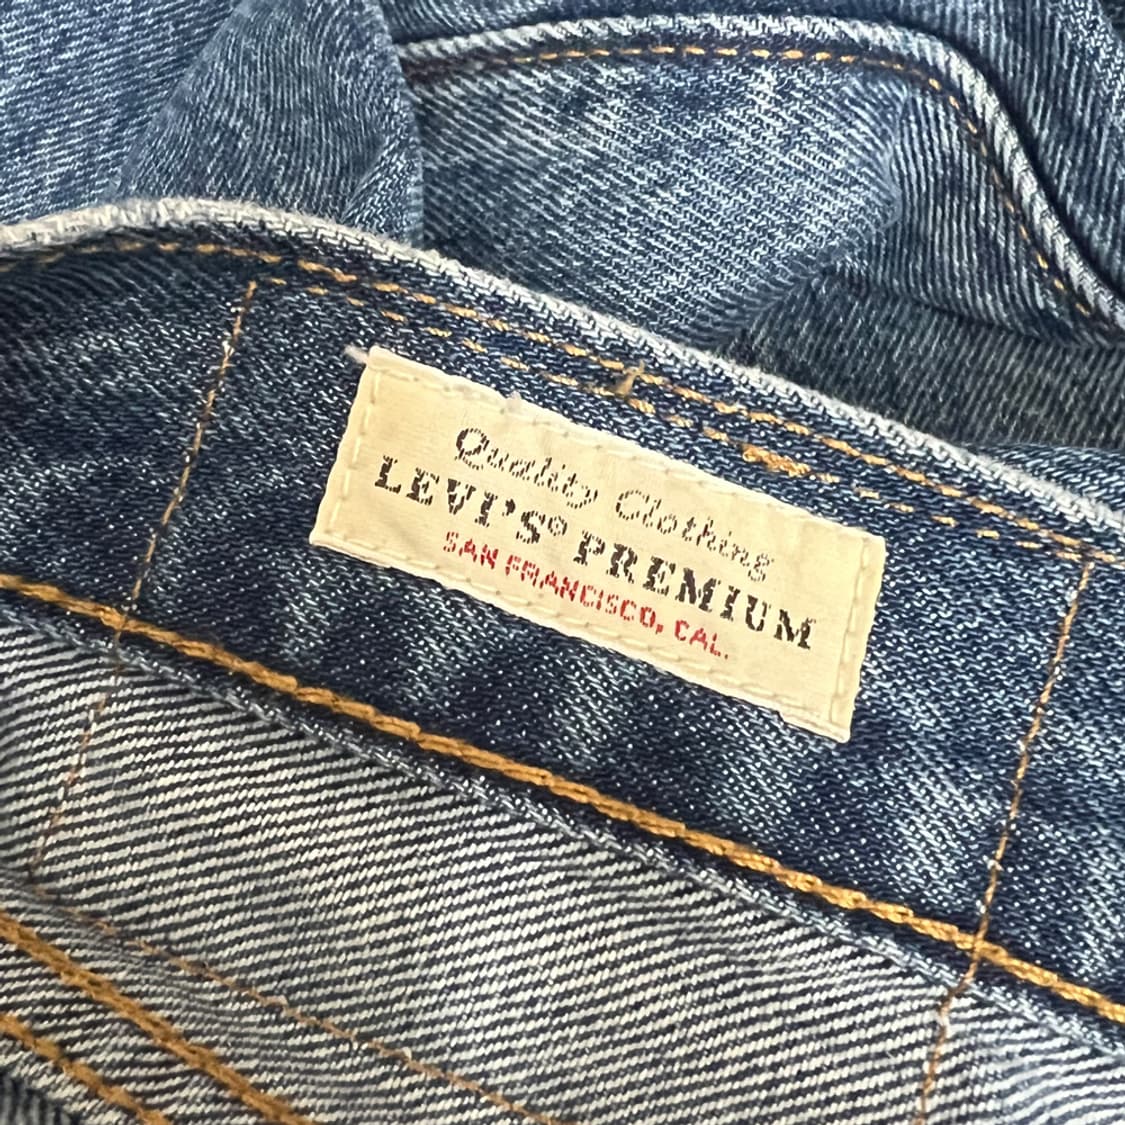 Quality Clothing
LEVI'S® PREMIUM
SAN FRANCISCO, CAL.